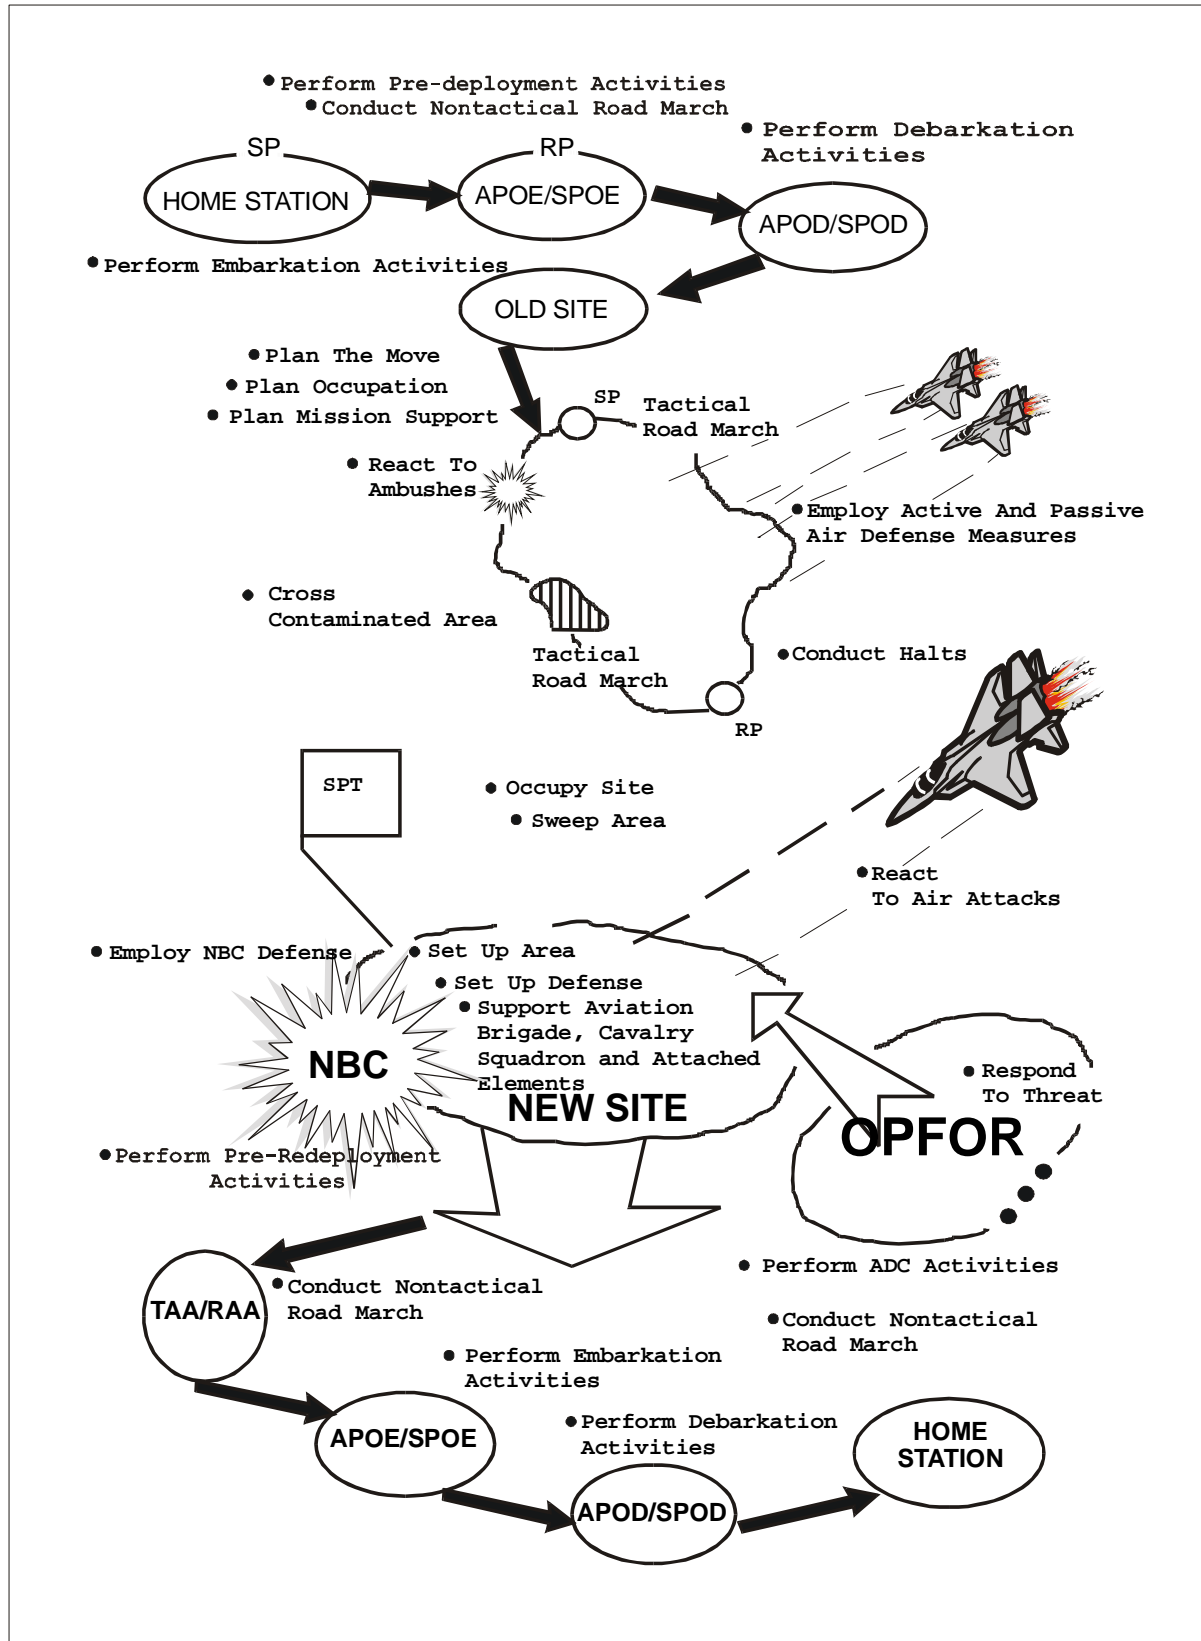 • Perform Pre-deployment Activities
• Conduct Nontactical Road March
• Perform Debarkation
Activities
SP
RP
HOME STATION
APOE/SPOE
APOD/SPOD
• Perform Embarkation Activities
OLD SITE
• Plan The Move
• Plan Occupation
• Plan Mission Support
SP
Tactical
Road March
• React To
Ambushes
• Employ Active And Passive
Air Defense Measures
• Cross
Contaminated Area
Tactical
Road March
• Conduct Halts
RP
SPT
• Occupy Site
• Sweep Area
• React
To Air Attacks
• Employ NBC Defense
• Set Up Area
• Set Up Defense
• Support Aviation
Brigade, Cavalry
Squadron and Attached
Elements
NBC
NEW SITE
• Respond
To Threat
OPFOR
• Perform Pre-Redeployment
Activities
• Perform ADC Activities
TAA/RAA
• Conduct Nontactical
Road March
• Conduct Nontactical
Road March
• Perform Embarkation
Activities
APOE/SPOE
• Perform Debarkation
Activities
HOME
STATION
APOD/SPOD